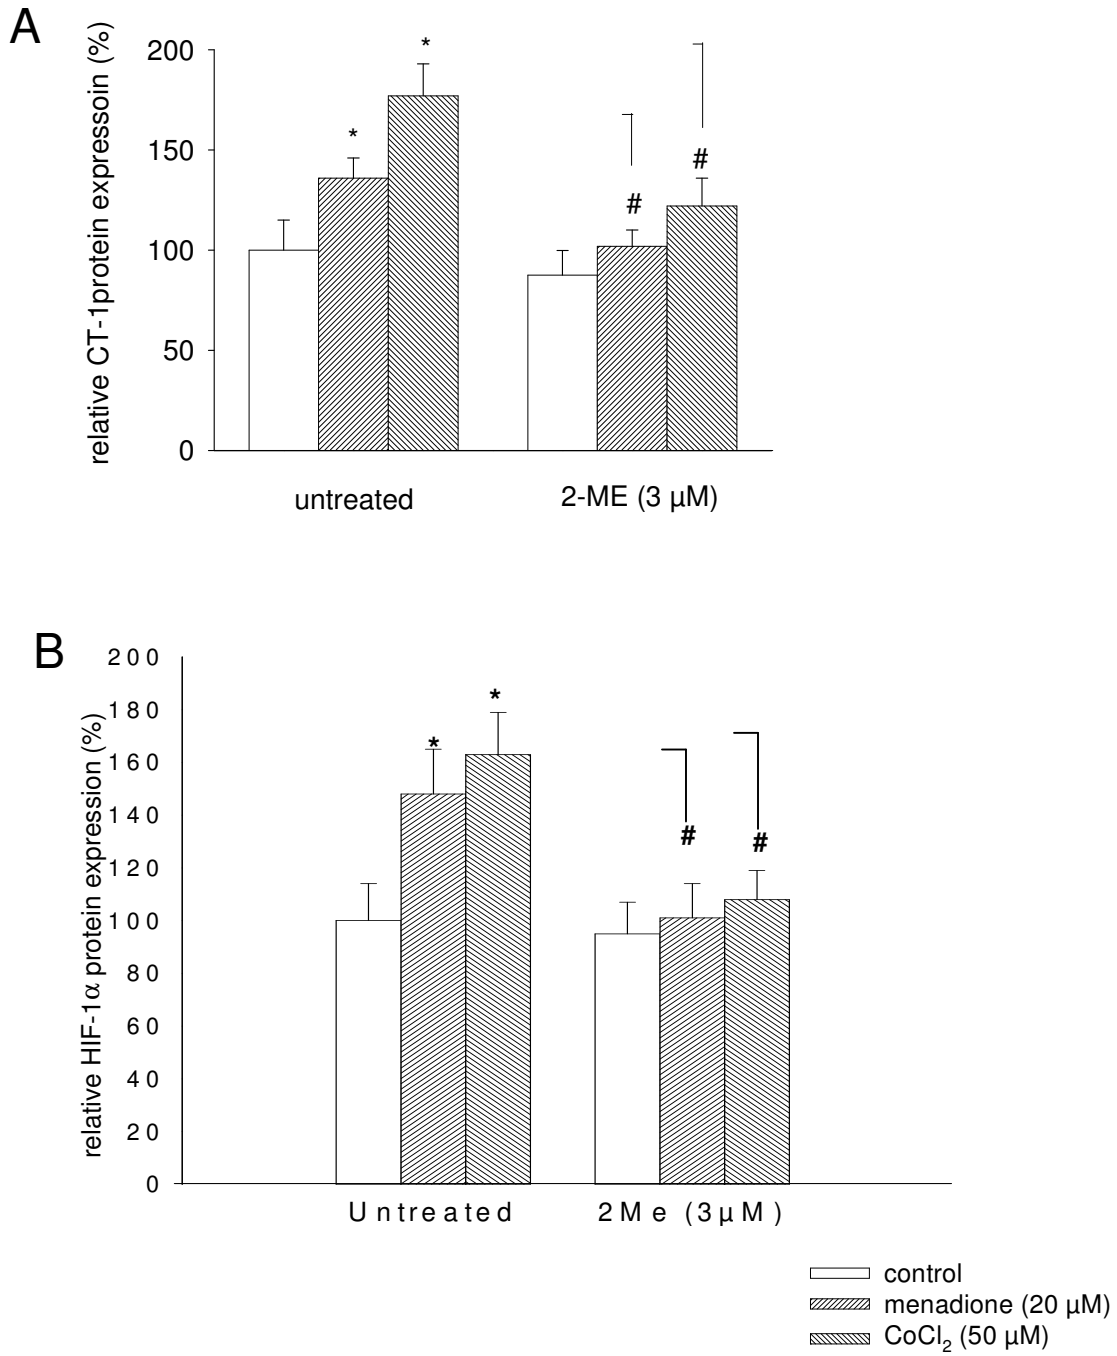 A
relative CT-1protein expressoin (%)
200
150
100
50
0
*
*
#
#
untreated
2-ME (3 µM)
B
relative HIF-1α protein expression (%)
200
180
160
140
120
100
80
60
40
20
0
*
*
#
#
Untreated
2Me (3µM)
control
menadione (20 µM)
CoCl₂ (50 µM)